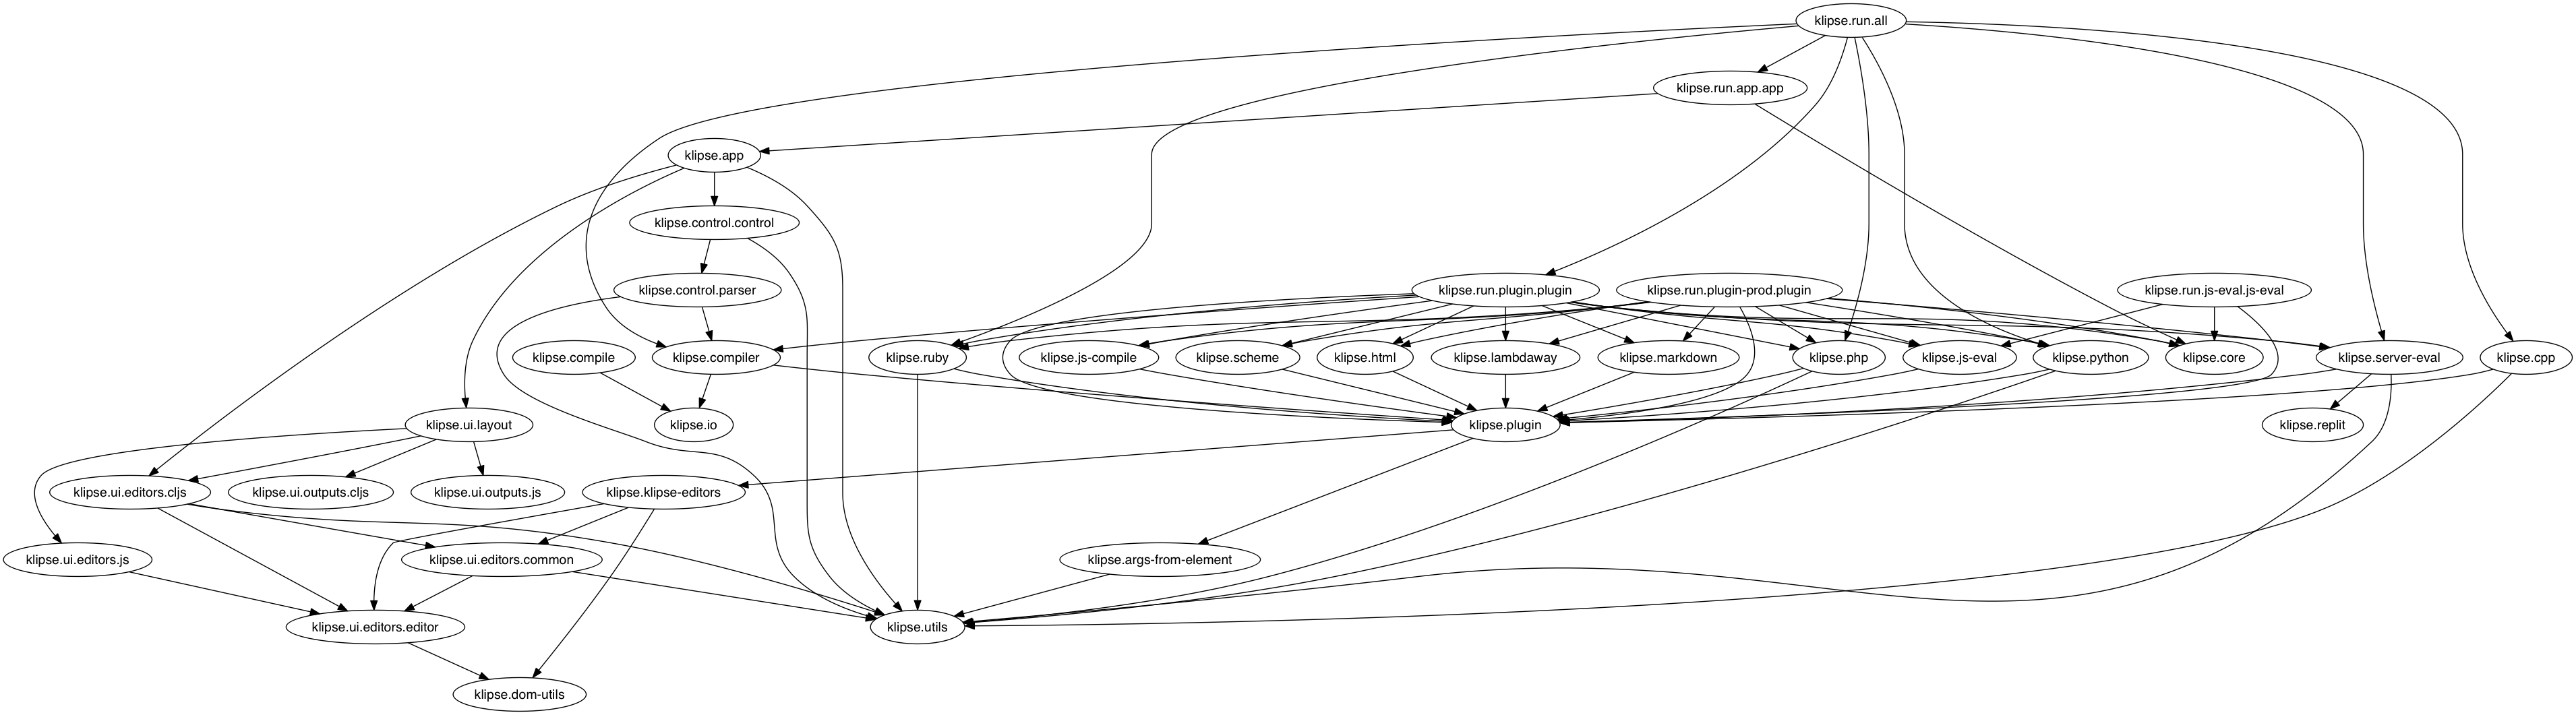 klipse.run.all
klipse.run.app.app
klipse.app
klipse.control.control
klipse.control.parser
klipse.run.plugin.plugin
klipse.run.plugin-prod.plugin
klipse.run.js-eval.js-eval
klipse.compile
klipse.compiler
klipse.ruby
klipse.js-compile
klipse.scheme
klipse.html
klipse.lambdaway
klipse.markdown
klipse.php
klipse.js-eval
klipse.python
klipse.core
klipse.server-eval
klipse.cpp
klipse.ui.layout
klipse.io
klipse.plugin
klipse.replit
klipse.ui.editors.cljs
klipse.ui.outputs.cljs
klipse.ui.outputs.js
klipse.klipse-editors
klipse.ui.editors.js
klipse.ui.editors.common
klipse.args-from-element
klipse.ui.editors.editor
klipse.utils
klipse.dom-utils